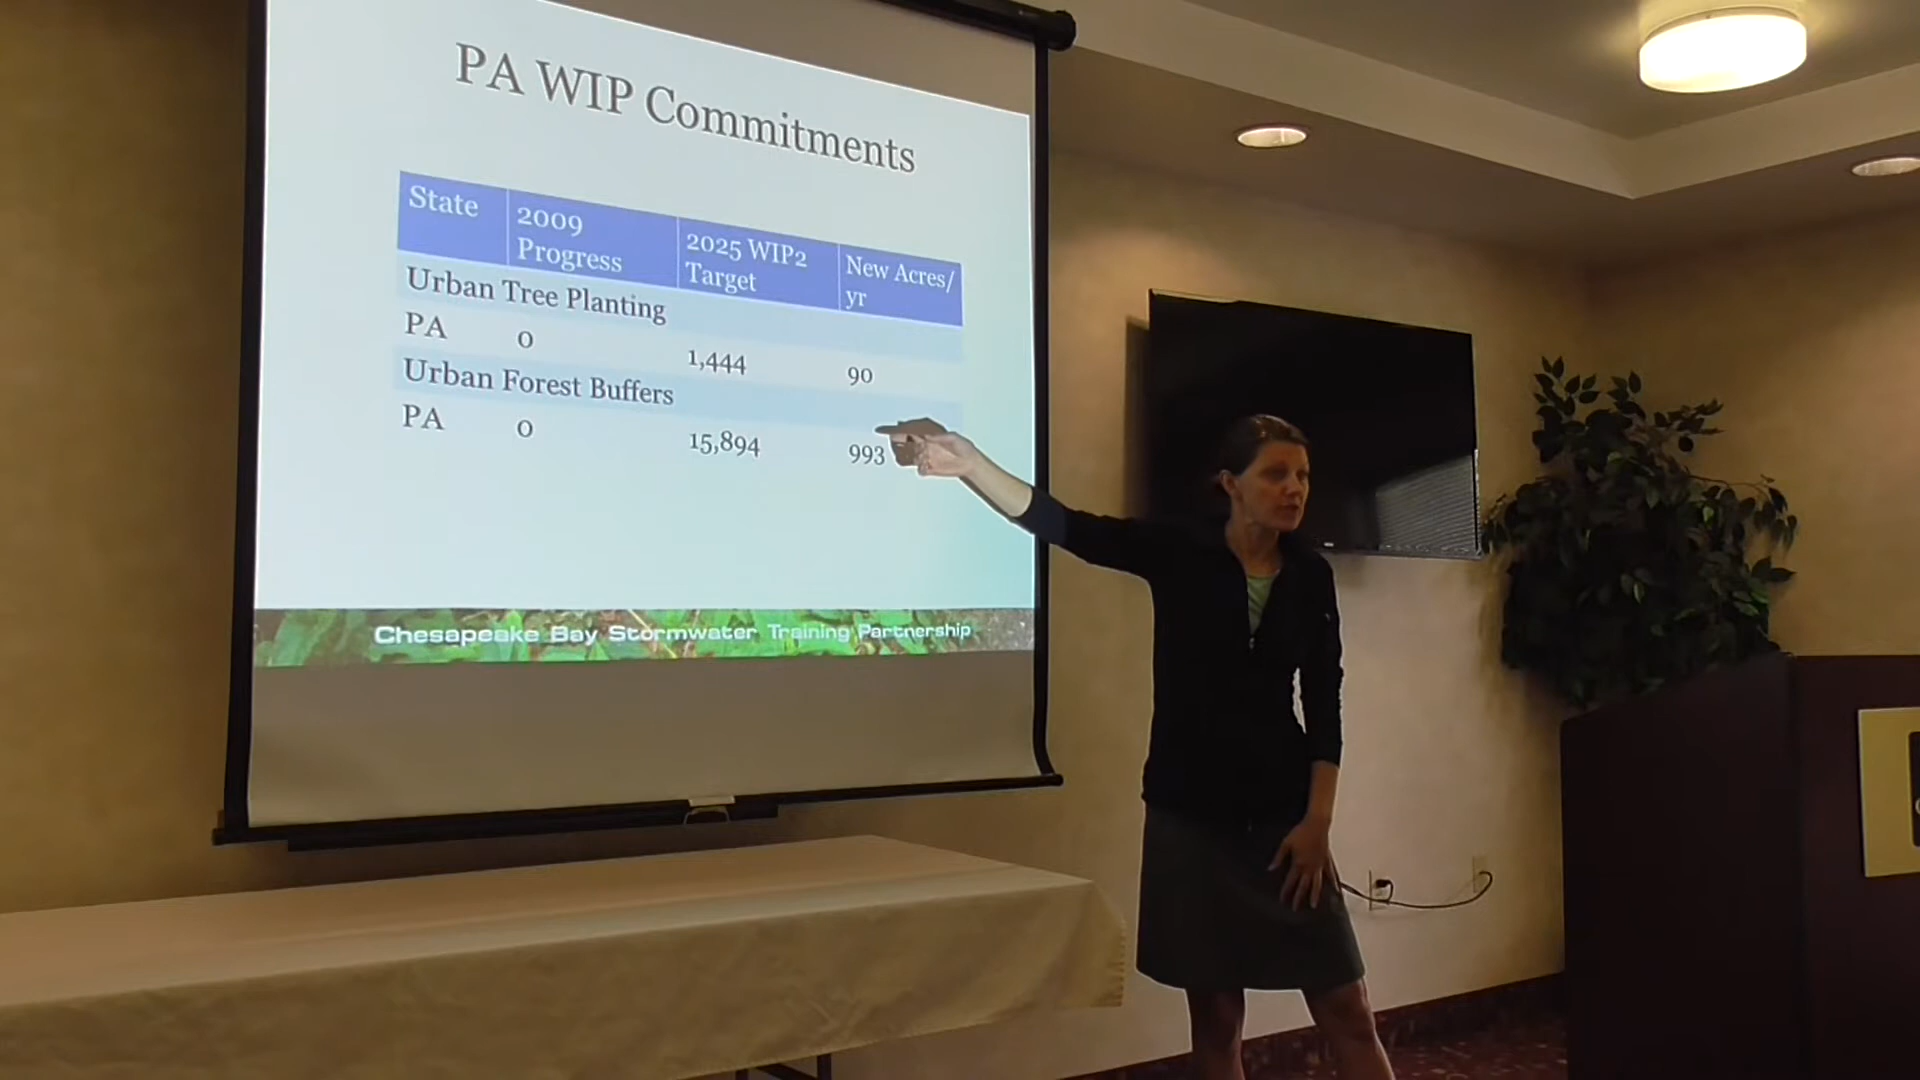 PA WIP Commitments
State 2009 Progress 2025 WIP2 Target New Acres/ yr
Urban Tree Planting
PA 0 1,444 90
Urban Forest Buffers
PA 0 15,894 993
Chesapeake Bay Stormwater Training Partnership